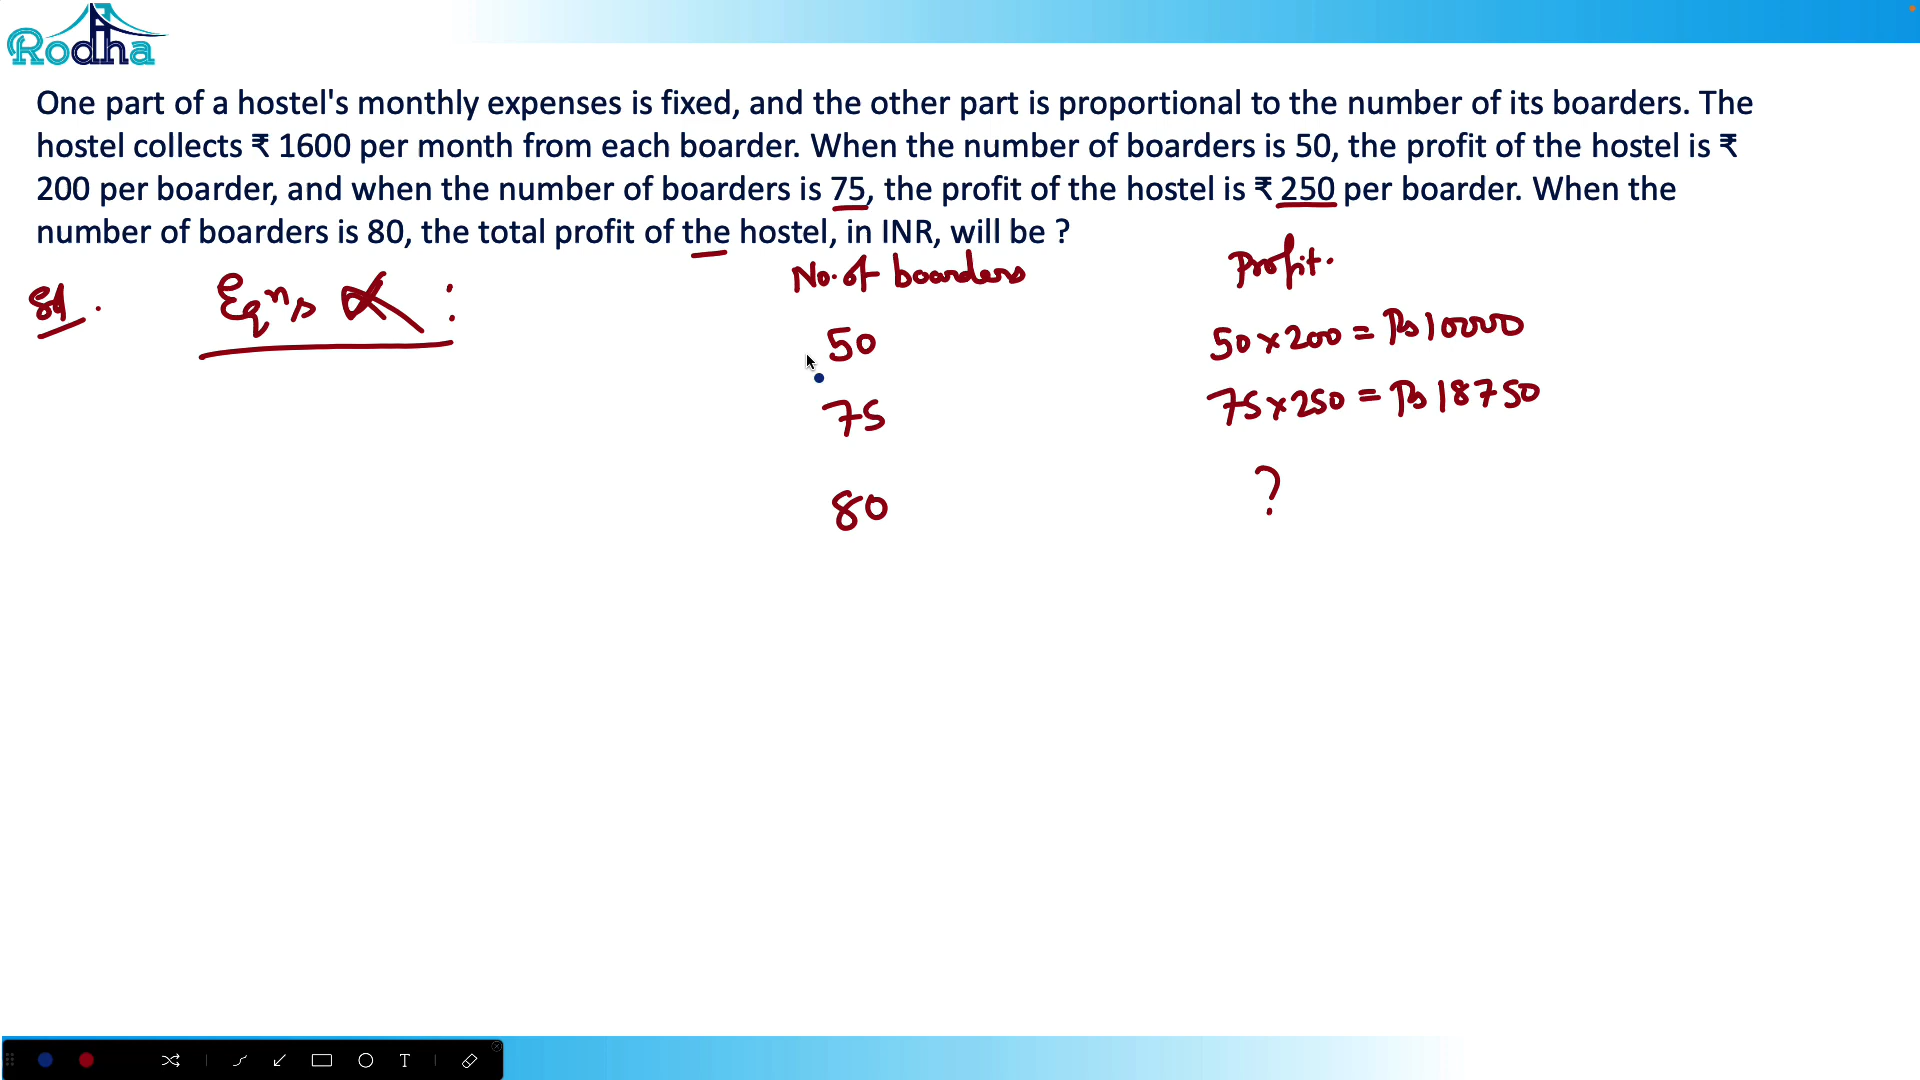 Rodha
One part of a hostel's monthly expenses is fixed, and the other part is proportional to the number of its boarders. The
hostel collects ₹ 1600 per month from each boarder. When the number of boarders is 50, the profit of the hostel is ₹
200 per boarder, and when the number of boarders is 75, the profit of the hostel is ₹ 250 per boarder. When the
number of boarders is 80, the total profit of the hostel, in INR, will be ?
Eqⁿs :
No. of boarders Profit.
50 50×200 = Rs 10000
75 75×250 = Rs 18750
80 ?
T